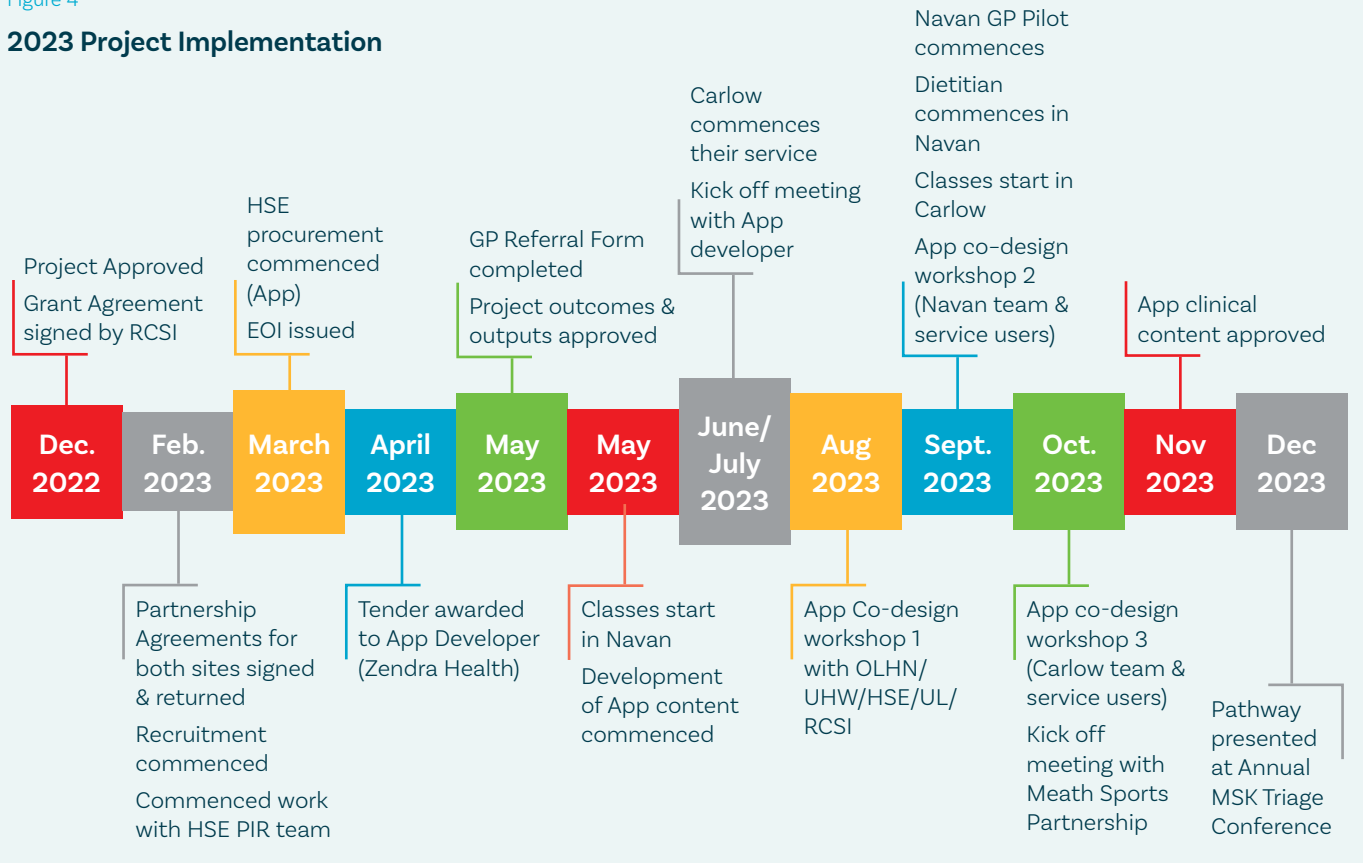 Figure 4
2023 Project Implementation
Project Approved
Grant Agreement
signed by RCSI
HSE
procurement
commenced
(App)
EOI issued
GP Referral Form
completed
Project outcomes &
outputs approved
Carlow
commences
their service
Kick off meeting
with App
developer
Navan GP Pilot
commences
Dietitian
commences in
Navan
Classes start in
Carlow
App co-design
workshop 2
(Navan team &
service users)
App clinical
content approved
Dec.
2022
Feb.
2023
March
2023
April
2023
May
2023
May
2023
June/
July
2023
Aug
2023
Sept.
2023
Oct.
2023
Nov
2023
Dec
2023
Partnership
Agreements for
both sites signed
& returned
Recruitment
commenced
Commenced work
with HSE PIR team
Tender awarded
to App Developer
(Zendra Health)
Classes start
in Navan
Development
of App content
commenced
App Co-design
workshop 1
with OLHN/
UHW/HSE/UL/
RCSI
App co-design
workshop 3
(Carlow team &
service users)
Kick off
meeting with
Meath Sports
Partnership
Pathway
presented
at Annual
MSK Triage
Conference